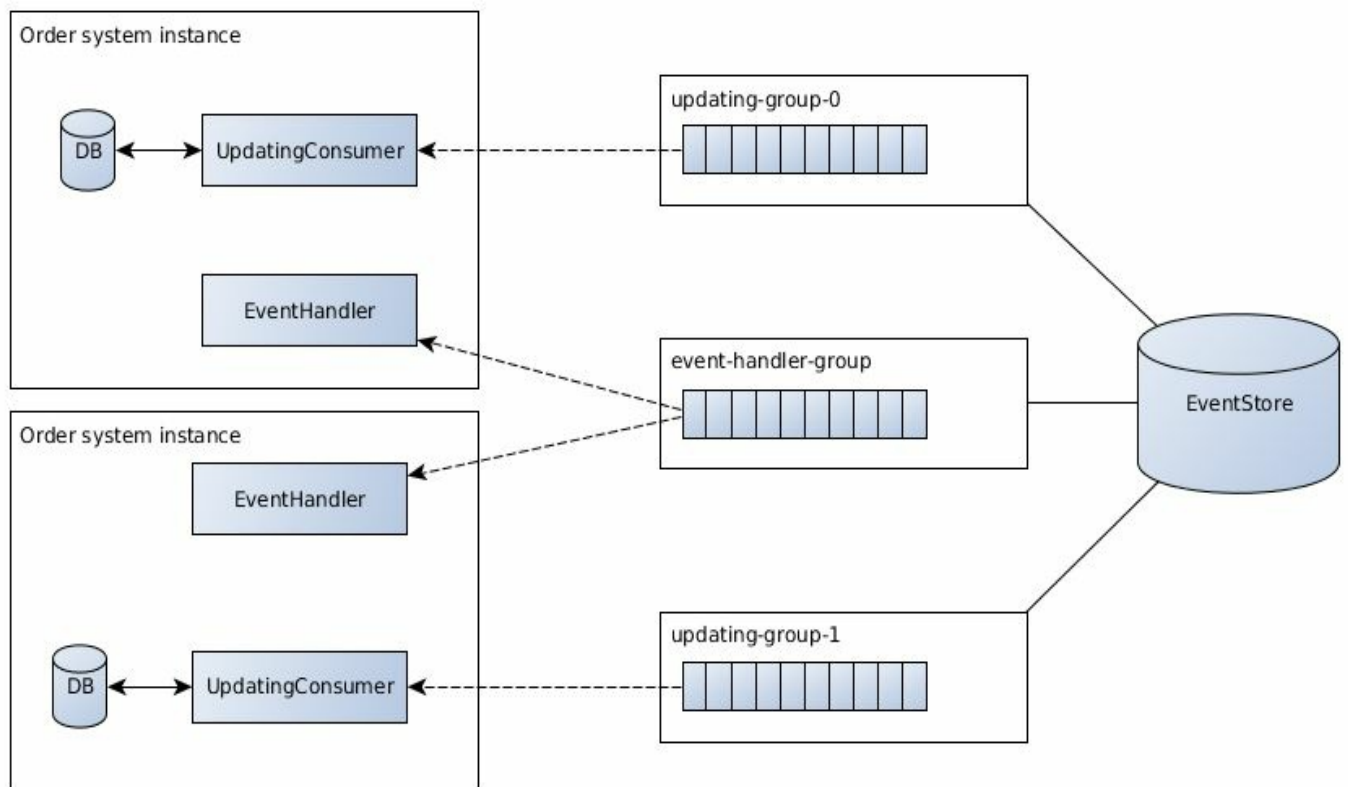 Order system instance
DB
UpdatingConsumer
EventHandler
Order system instance
EventHandler
DB
UpdatingConsumer
updating-group-0
event-handler-group
updating-group-1
EventStore